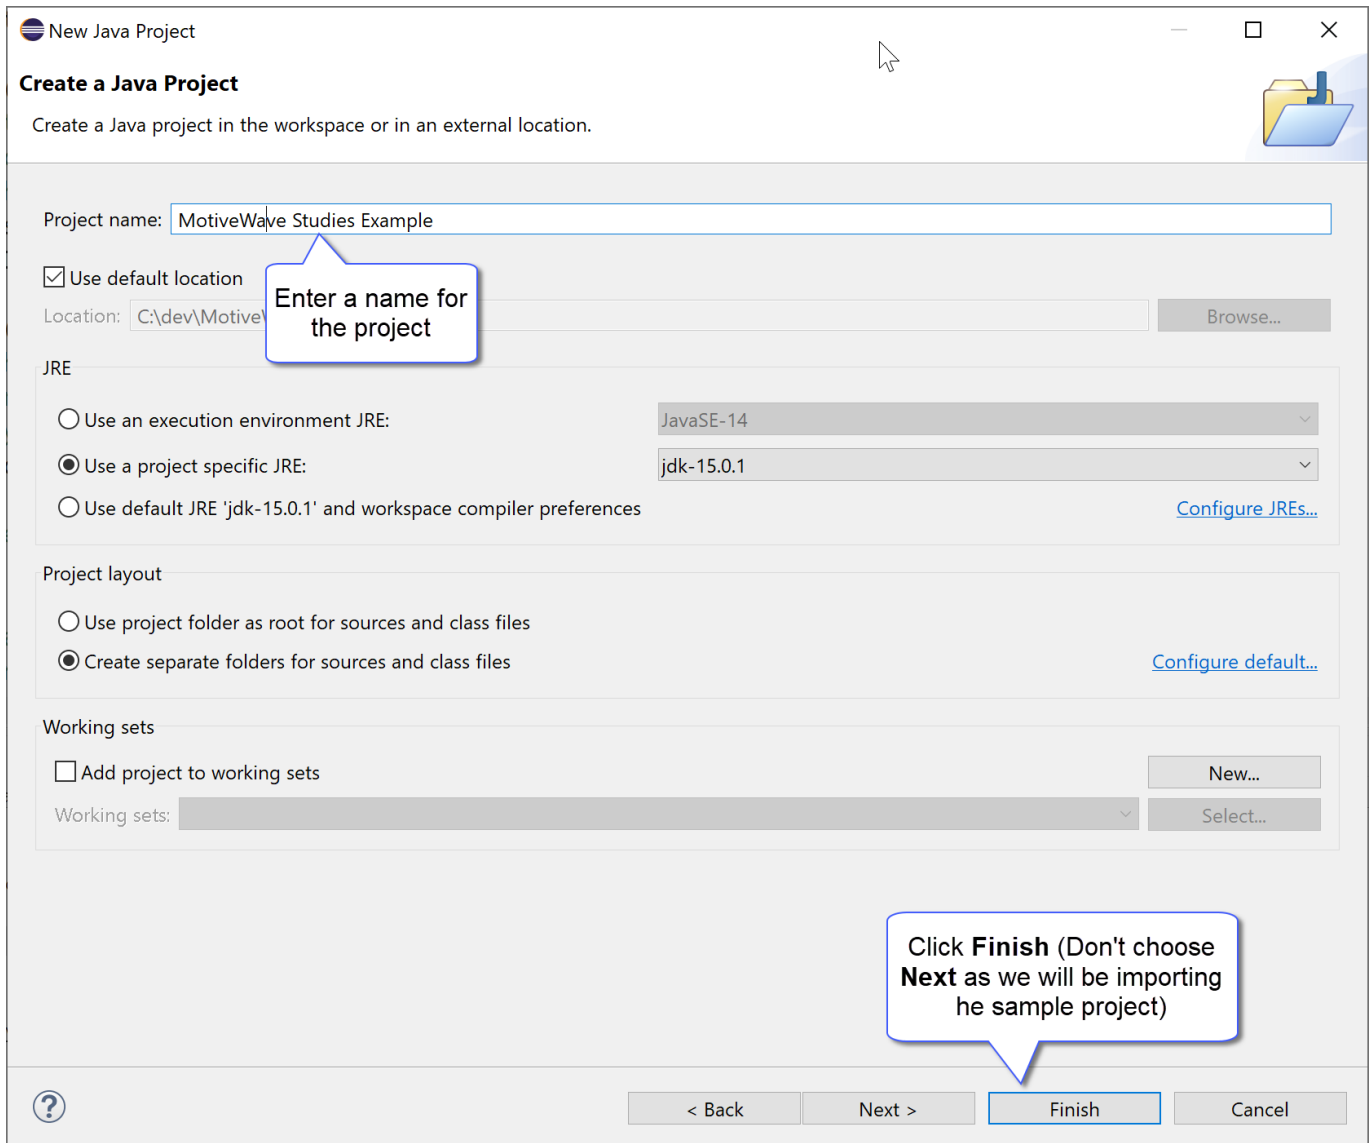 New Java Project
Create a Java Project
Create a Java project in the workspace or in an external location.
Project name: MotiveWave Studies Example
Use default location
Enter a name for
the project
Location: C:\dev\Motive
Browse...
JRE
Use an execution environment JRE: JavaSE-14
Use a project specific JRE: jdk-15.0.1
Use default JRE 'jdk-15.0.1' and workspace compiler preferences Configure JREs...
Project layout
Use project folder as root for sources and class files
Create separate folders for sources and class files Configure default...
Working sets
Add project to working sets New...
Working sets: Select...
Click Finish (Don't choose
Next as we will be importing
he sample project)
? < Back Next > Finish Cancel